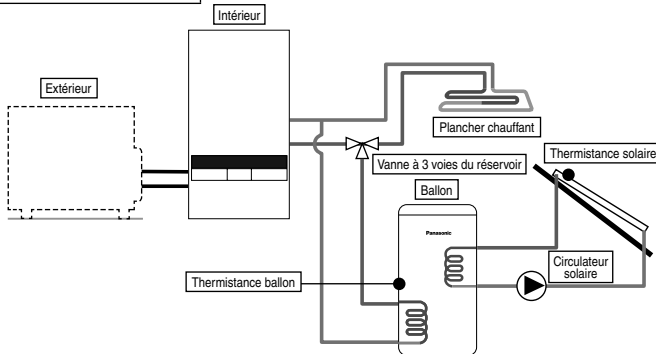 Intérieur
Extérieur
Plancher chauffant
Thermistance solaire
Vanne à 3 voies du réservoir
Ballon
Panasonic
Circulateur
solaire
Thermistance ballon